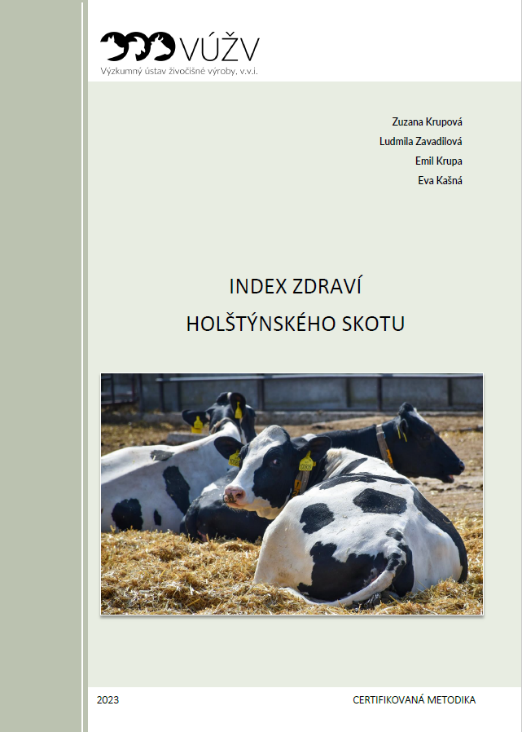 VÚŽV
Výzkumný ústav živočišné výroby, v.v.i.
Zuzana Krupová
Ludmila Zavadilová
Emil Krupa
Eva Kašná
INDEX ZDRAVÍ
HOLŠTÝNSKÉHO SKOTU
2023 CERTIFIKOVANÁ METODIKA